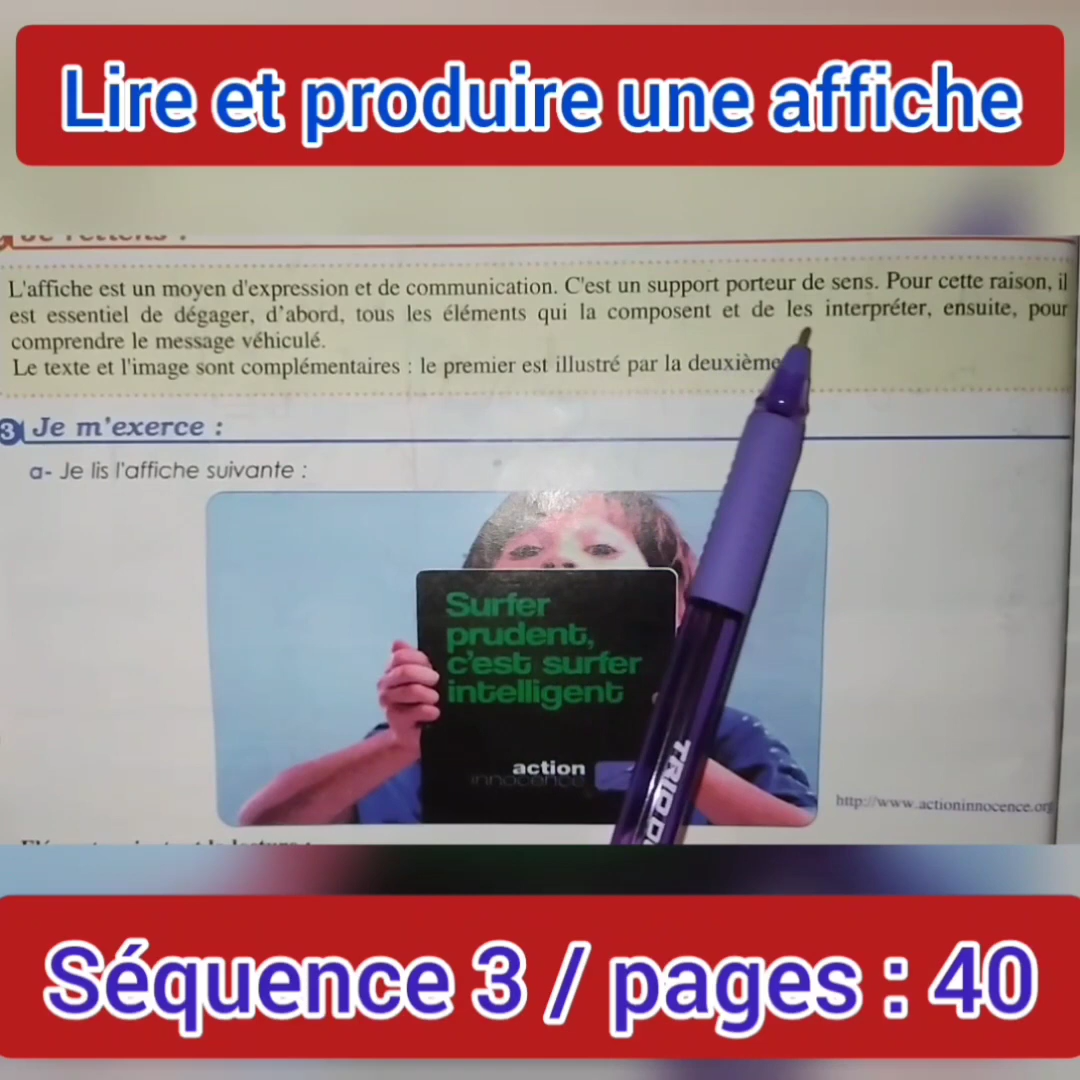 Lire et produire une affiche
Je retiens :
L'affiche est un moyen d'expression et de communication. C'est un support porteur de sens. Pour cette raison, il
est essentiel de dégager, d'abord, tous les éléments qui la composent et de les interpréter, ensuite, pour
comprendre le message véhiculé.
Le texte et l'image sont complémentaires : le premier est illustré par la deuxième
3 Je m'exerce :
a- Je lis l'affiche suivante :
Surfer
prudent,
c'est surfer
intelligent
action
innocence
TRIO
http://www.actioninnocence.org
Séquence 3 / pages : 40